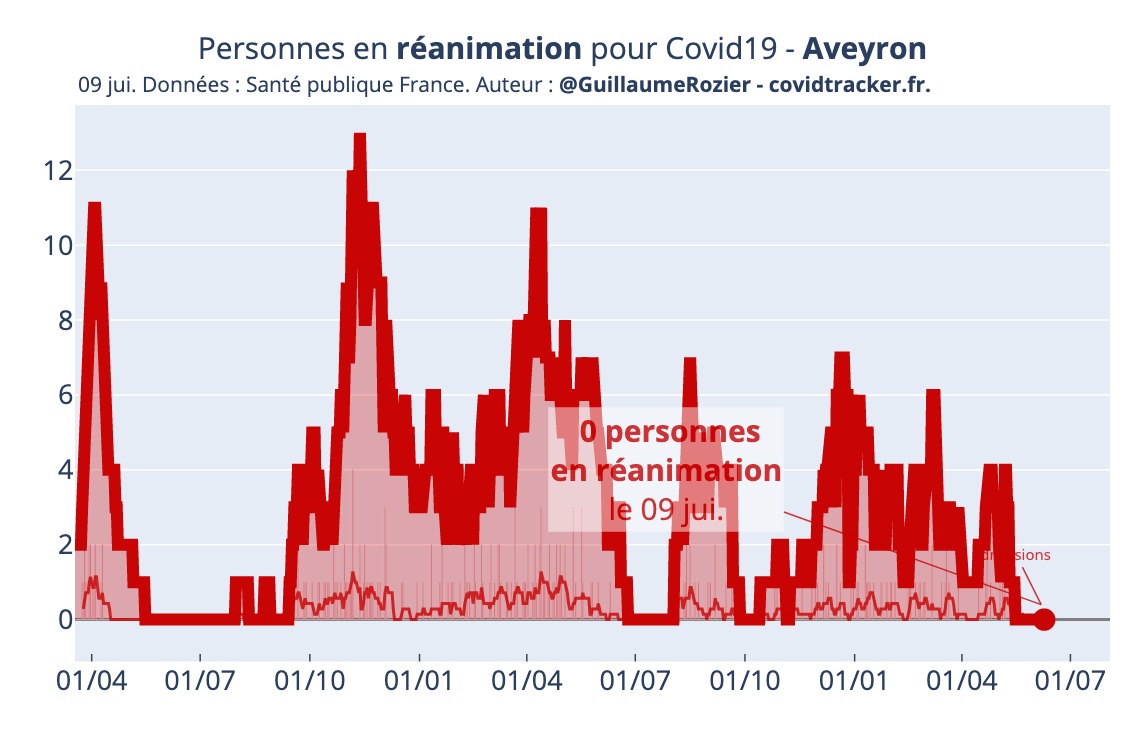 Personnes en réanimation pour Covid19 - Aveyron
09 jui. Données : Santé publique France. Auteur : @GuillaumeRozier - covidtracker.fr.
12
10
8
6
4
2
0
0 personnes
en réanimation
le 09 jui.
01/04 01/07 01/10 01/01 01/04 01/07 01/10 01/01 01/04 01/07